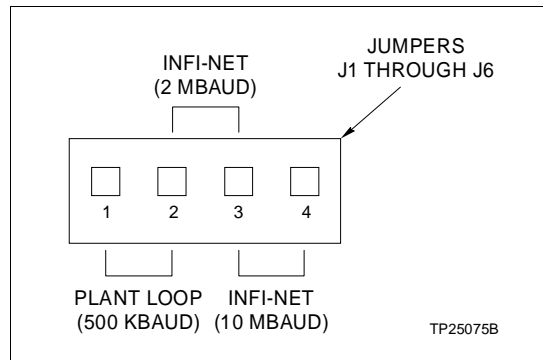 JUMPERS
J1 THROUGH J6
INFI-NET
(2 MBAUD)
1 2 3 4
PLANT LOOP
(500 KBAUD)
INFI-NET
(10 MBAUD)
TP25075B